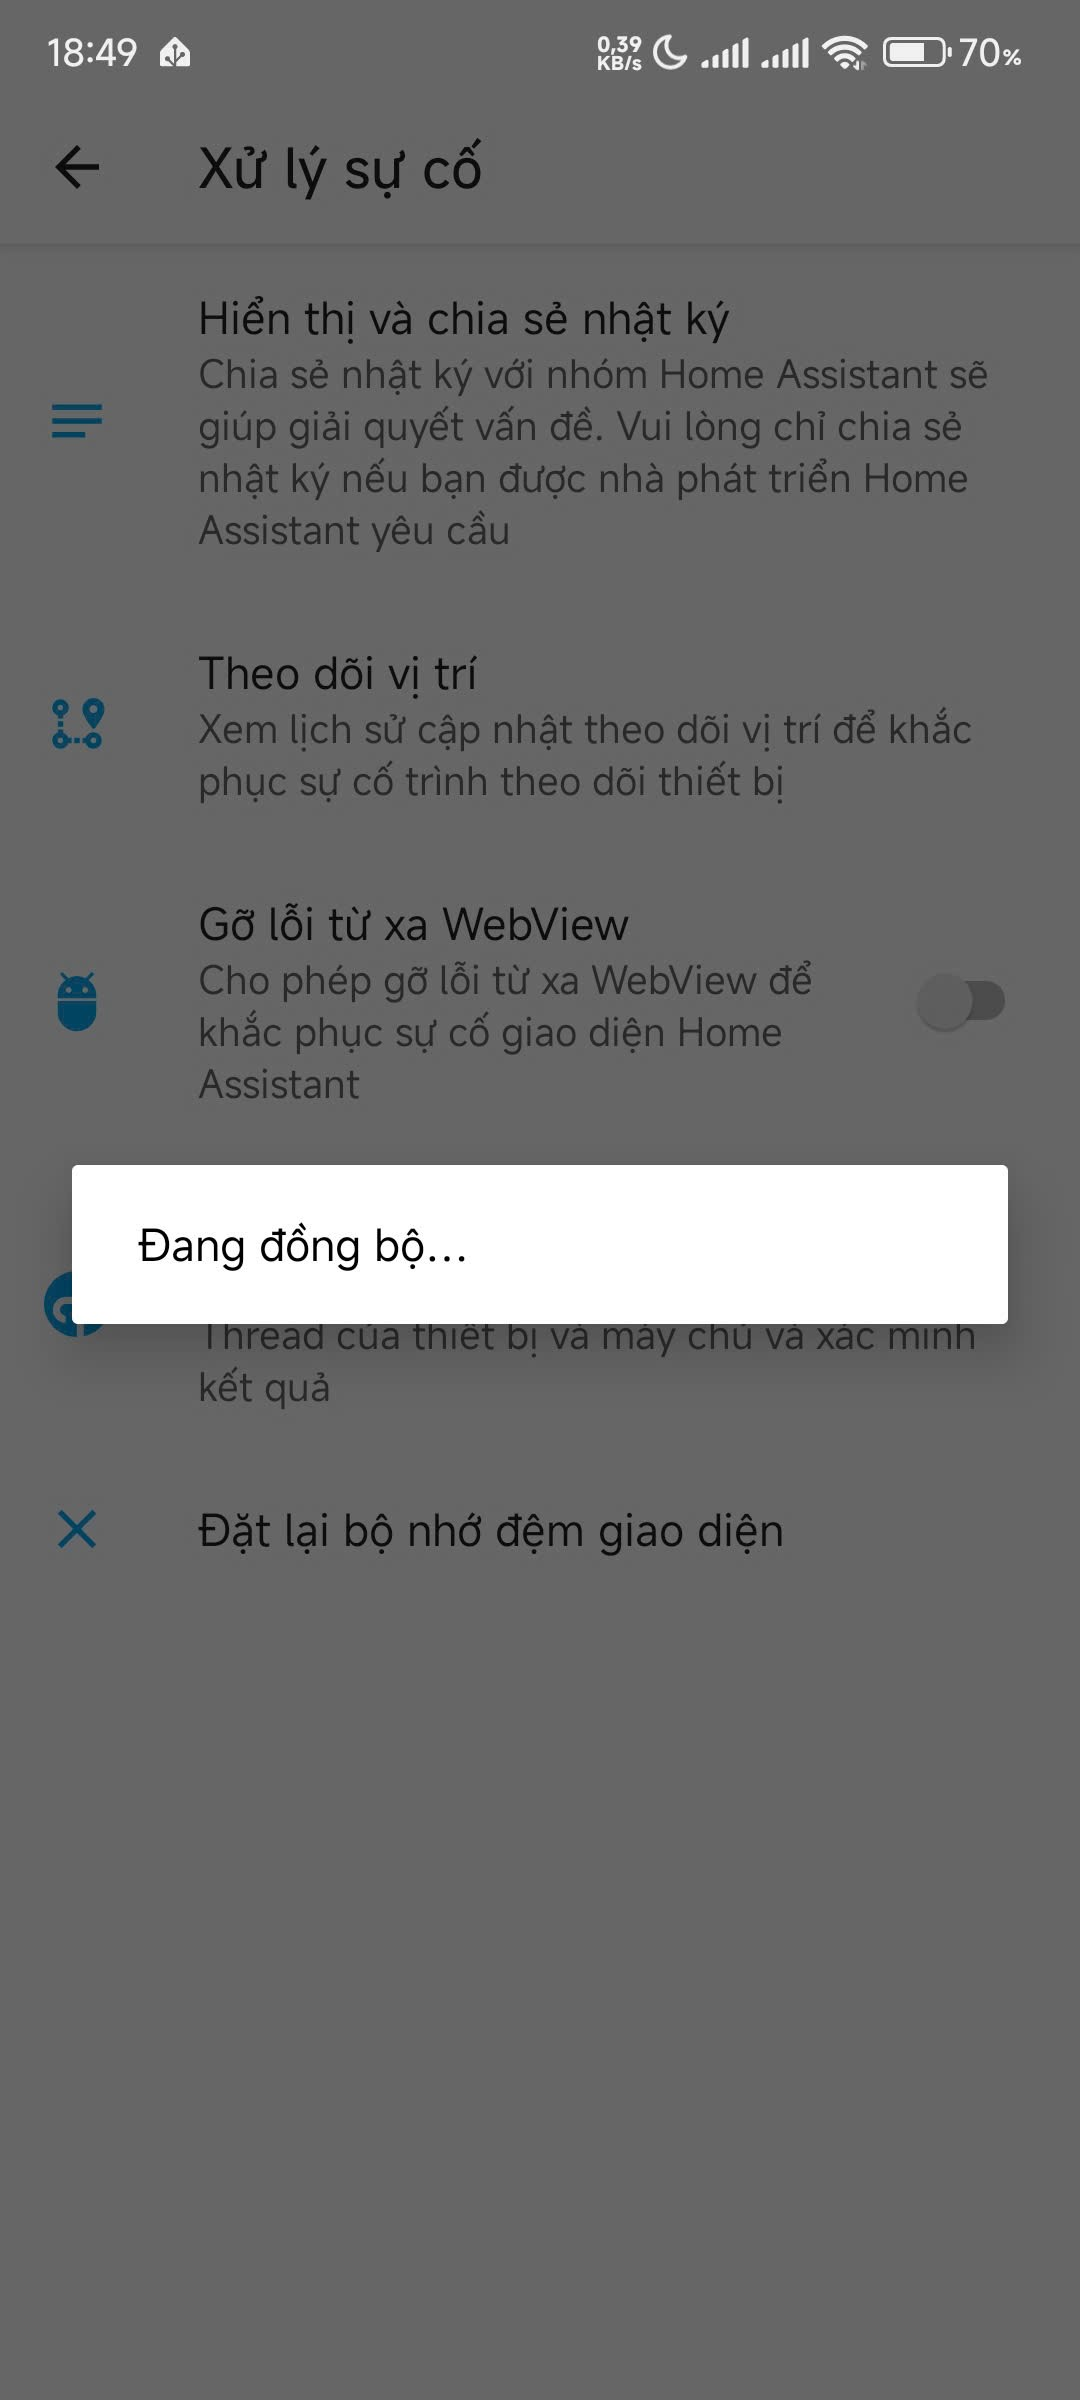 18:49
0,39
KB/s
70%
Xử lý sự cố
Hiển thị và chia sẻ nhật ký
Chia sẻ nhật ký với nhóm Home Assistant sẽ
giúp giải quyết vấn đề. Vui lòng chỉ chia sẻ
nhật ký nếu bạn được nhà phát triển Home
Assistant yêu cầu
Theo dõi vị trí
Xem lịch sử cập nhật theo dõi vị trí để khắc
phục sự cố trình theo dõi thiết bị
Gỡ lỗi từ xa WebView
Cho phép gỡ lỗi từ xa WebView để
khắc phục sự cố giao diện Home
Assistant
Đang đồng bộ...
Thread của thiết bị và máy chủ và xác minh
kết quả
Đặt lại bộ nhớ đệm giao diện